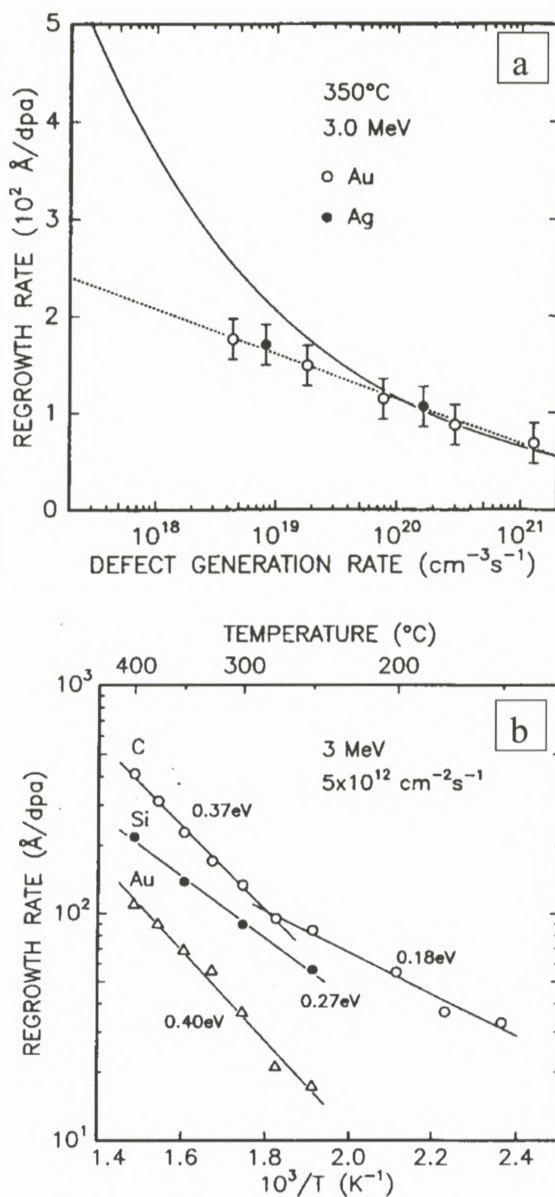 a
5
4
3
2
1
0
REGROWTH RATE (10² Å/dpa)
350°C
3.0 MeV
○ Au
● Ag
10¹⁸ 10¹⁹ 10²⁰ 10²¹
DEFECT GENERATION RATE (cm⁻³s⁻¹)
TEMPERATURE (°C)
400 300 200
b
10³
10²
10¹
REGROWTH RATE (Å/dpa)
3 MeV
5x10¹² cm⁻²s⁻¹
C
0.37eV
Si
Au
0.18eV
0.27eV
0.40eV
1.4 1.6 1.8 2.0 2.2 2.4
10³/T (K⁻¹)